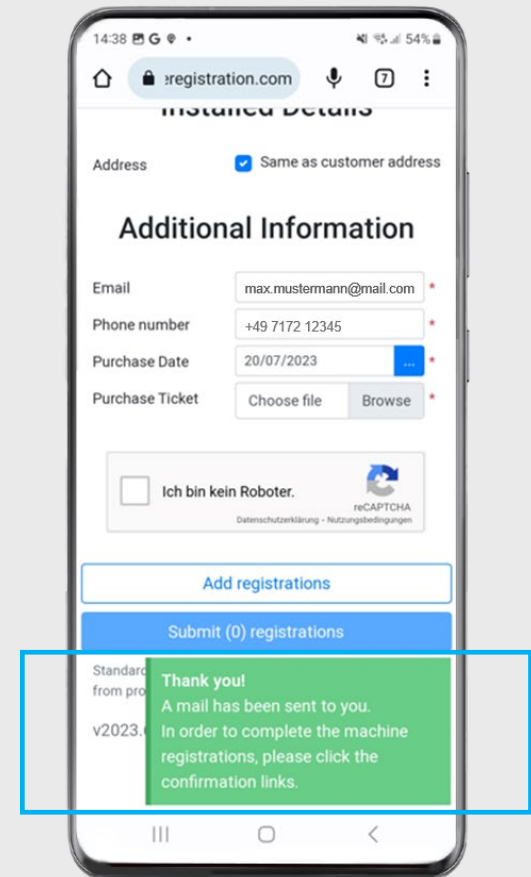 14:38
54%
registration.com
7
Installed Details
Address
Same as customer address
Additional Information
Email
max.mustermann@mail.com *
Phone number
+49 7172 12345 *
Purchase Date
20/07/2023 ... *
Purchase Ticket
Choose file Browse *
Ich bin kein Roboter.
reCAPTCHA
Datenschutzerklärung - Nutzungsbedingungen
Add registrations
Submit (0) registrations
Standard
from pro
v2023.
Thank you!
A mail has been sent to you.
In order to complete the machine
registrations, please click the
confirmation links.